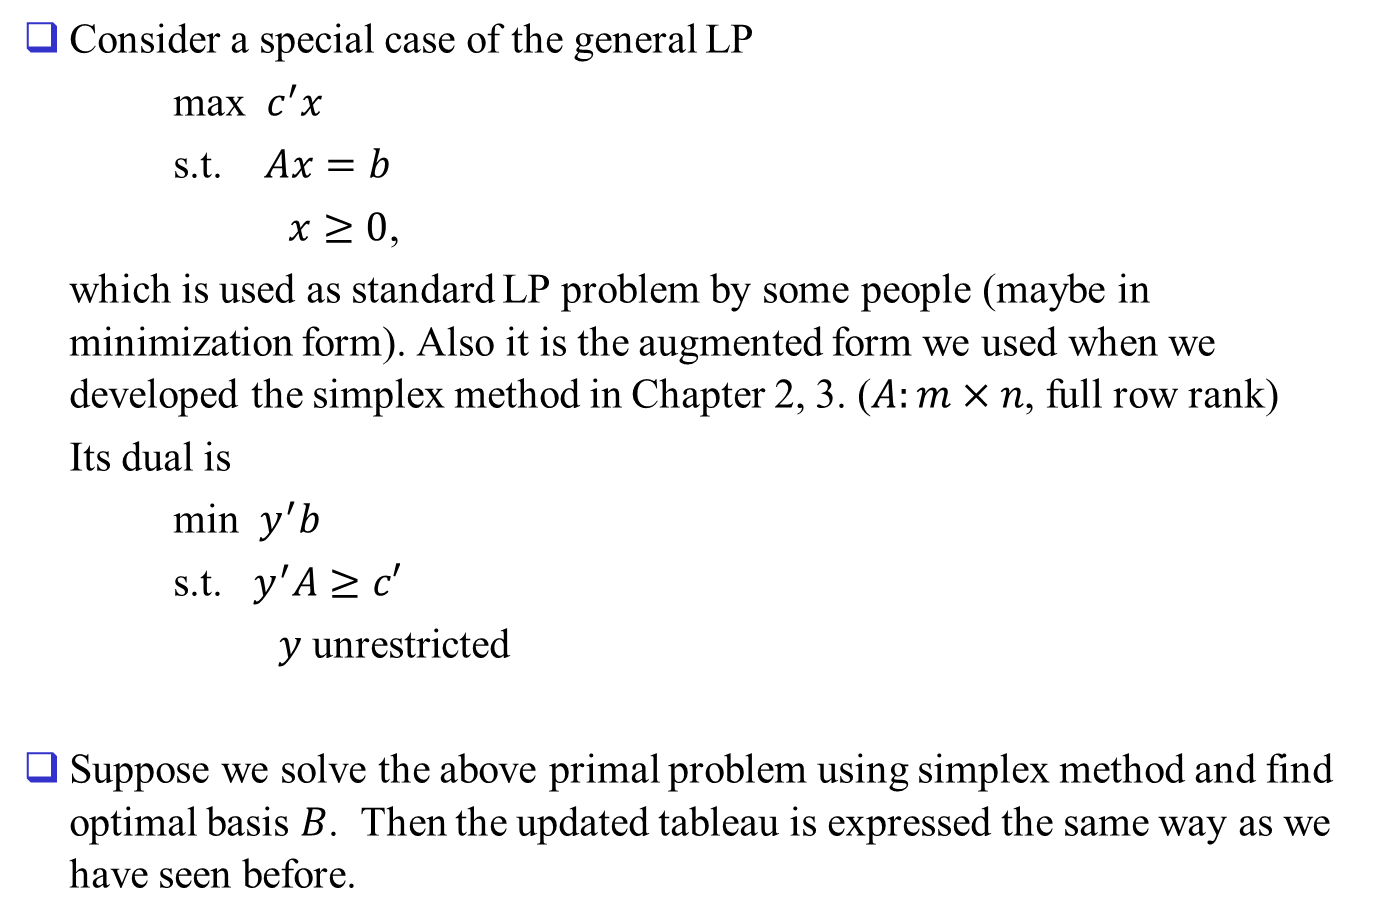 ❑ Consider a special case of the general LP
max c′x
s.t. Ax = b
x ≥ 0,
which is used as standard LP problem by some people (maybe in
minimization form). Also it is the augmented form we used when we
developed the simplex method in Chapter 2, 3. (A: m × n, full row rank)
Its dual is
min y′b
s.t. y′A ≥ c′
y unrestricted
❑ Suppose we solve the above primal problem using simplex method and find
optimal basis B. Then the updated tableau is expressed the same way as we
have seen before.